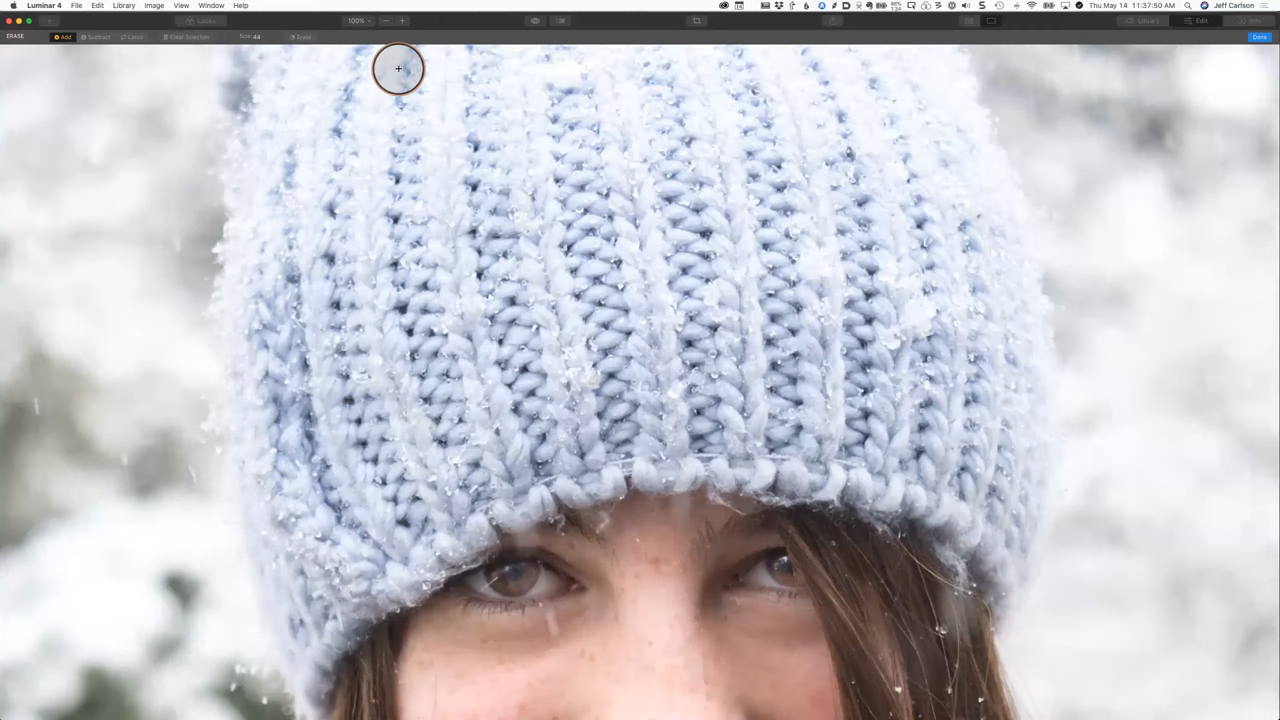 Luminar 4 File Edit Library Image View Window Help Thu May 14 11:37:50 AM Jeff Carlson
100% Looks Library Edit Info
ERASE Add Subtract Lasso Clear Selection Size: 44 Erase Done